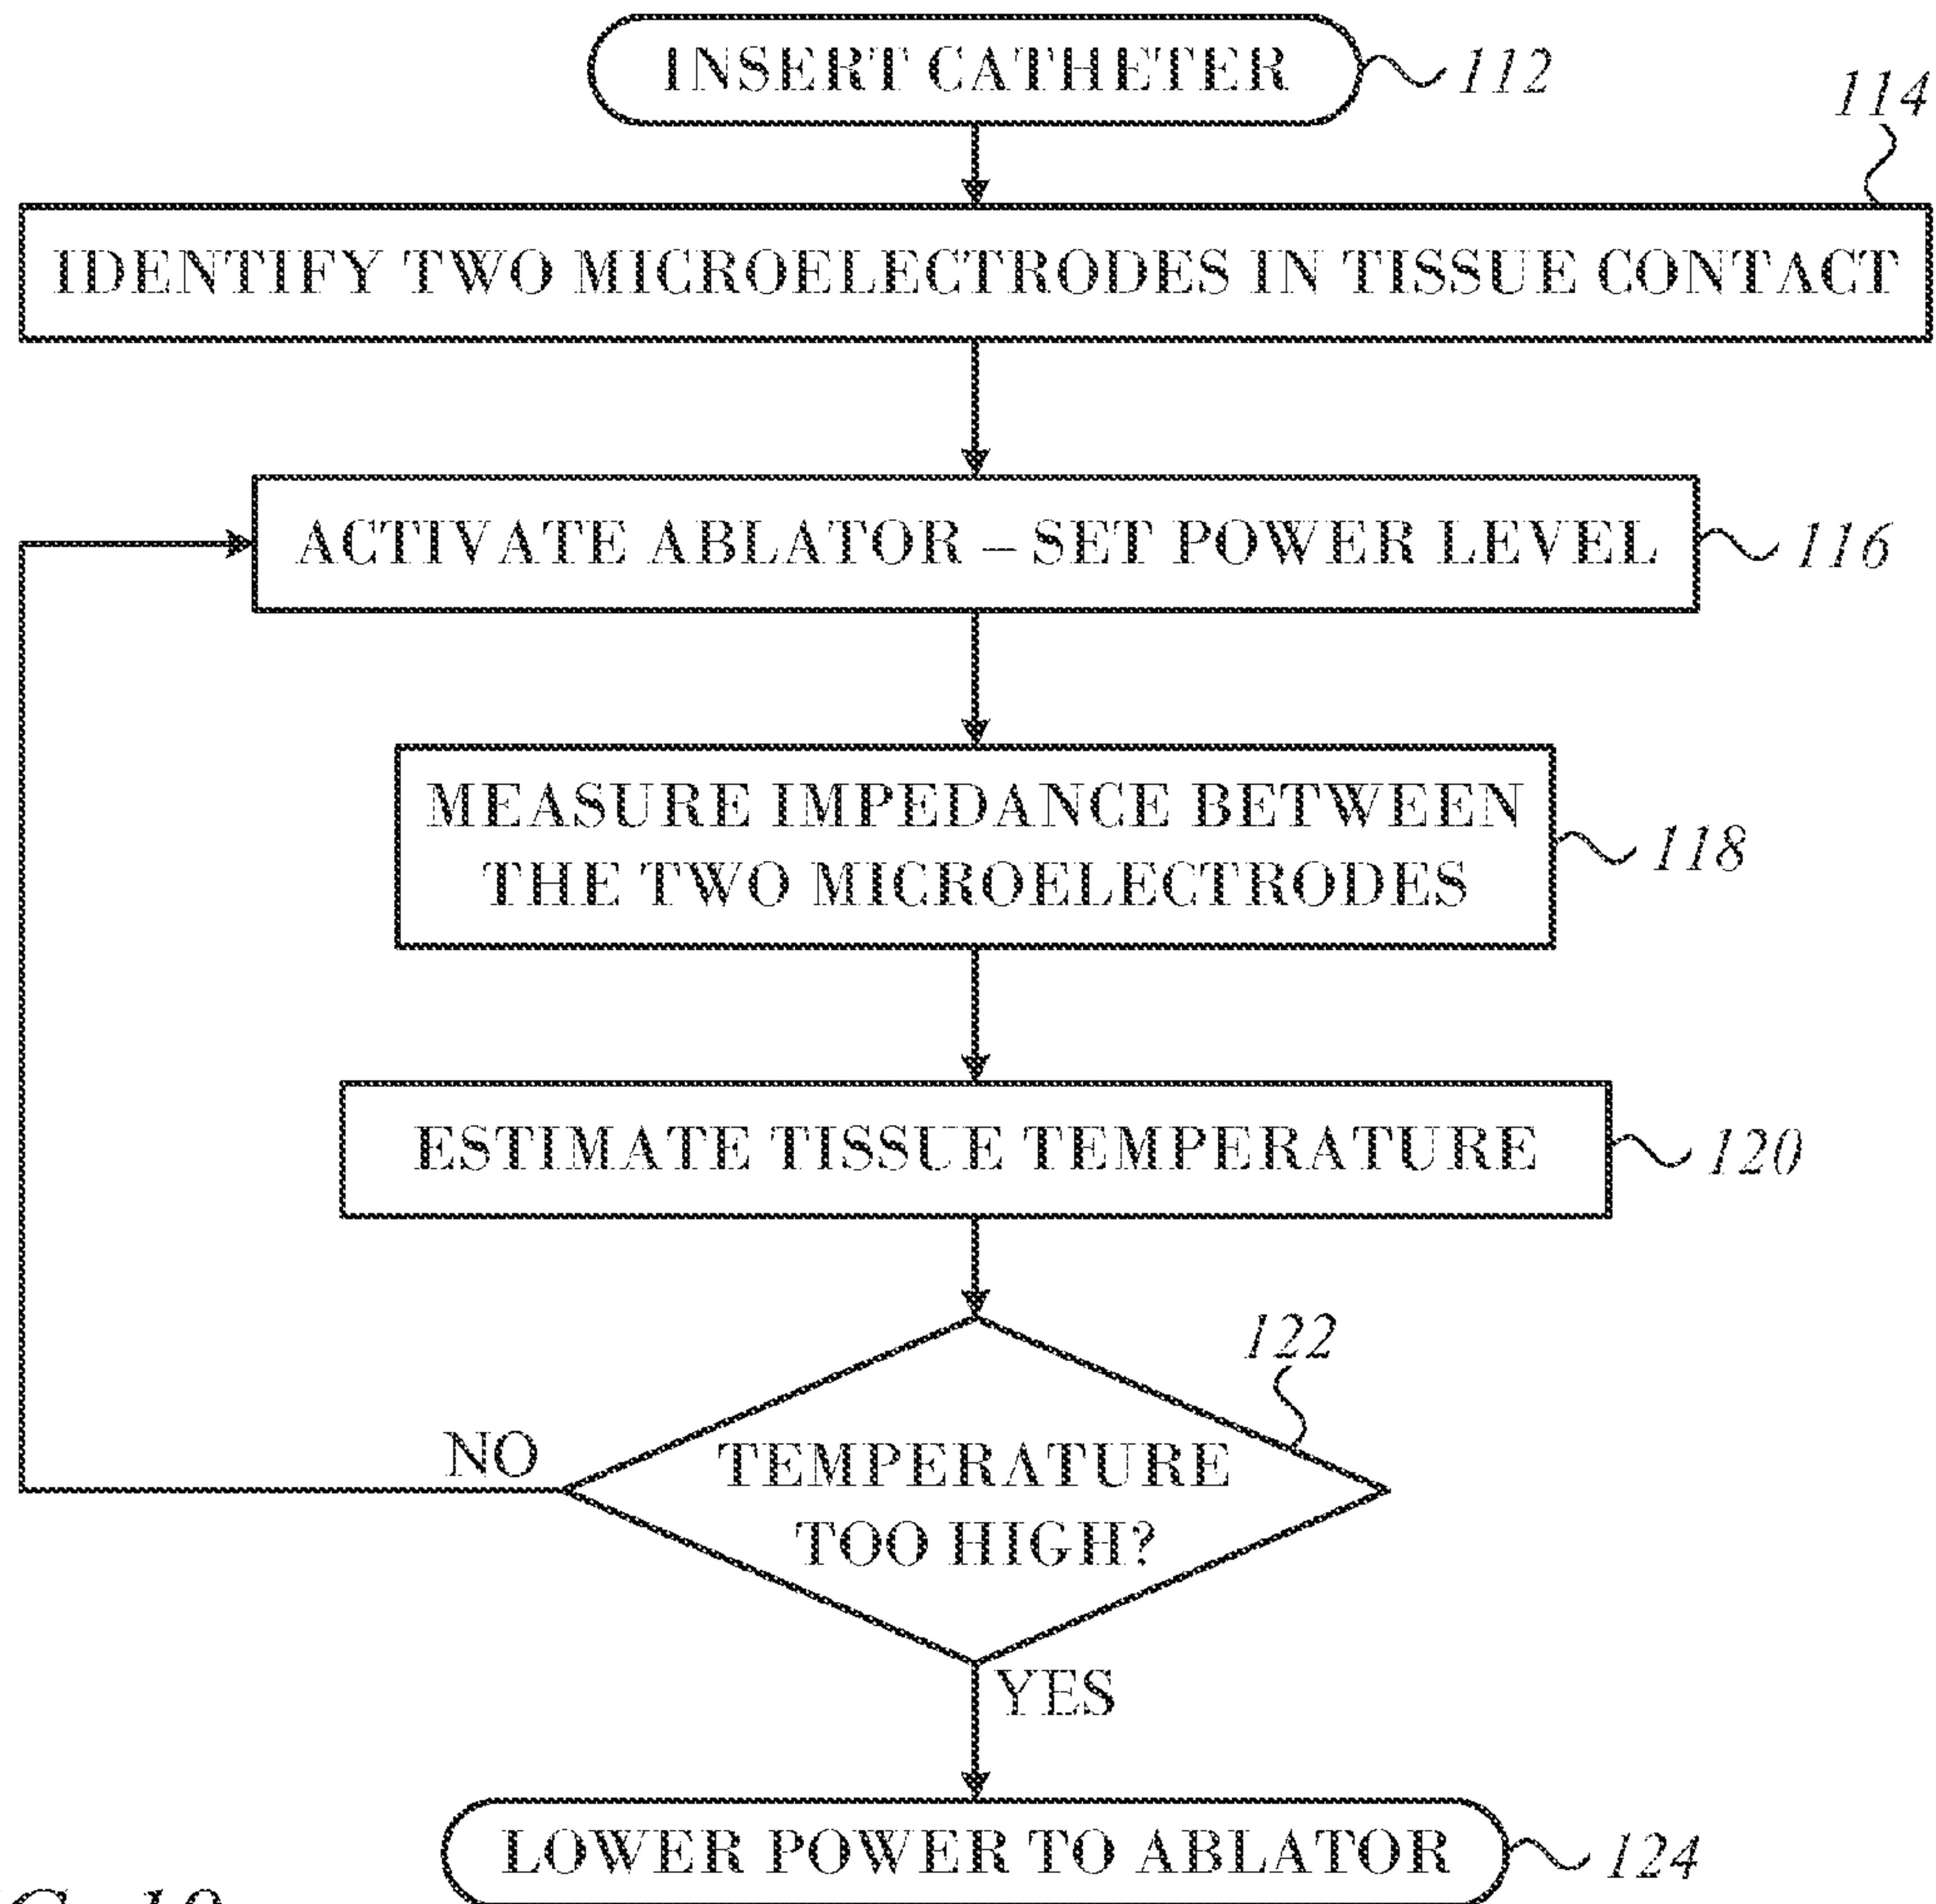 INSERT CATHETER
112
114
IDENTIFY TWO MICROELECTRODES IN TISSUE CONTACT
ACTIVATE ABLATOR – SET POWER LEVEL
116
MEASURE IMPEDANCE BETWEEN
THE TWO MICROELECTRODES
118
ESTIMATE TISSUE TEMPERATURE
120
122
NO
TEMPERATURE
TOO HIGH?
YES
LOWER POWER TO ABLATOR
124